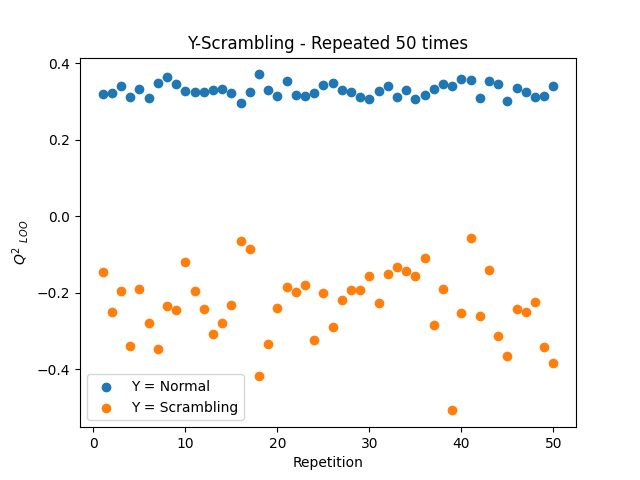 Y-Scrambling - Repeated 50 times
0.4
0.2
0.0
−0.2
−0.4
Q² LOO
Y = Normal
Y = Scrambling
0 10 20 30 40 50
Repetition